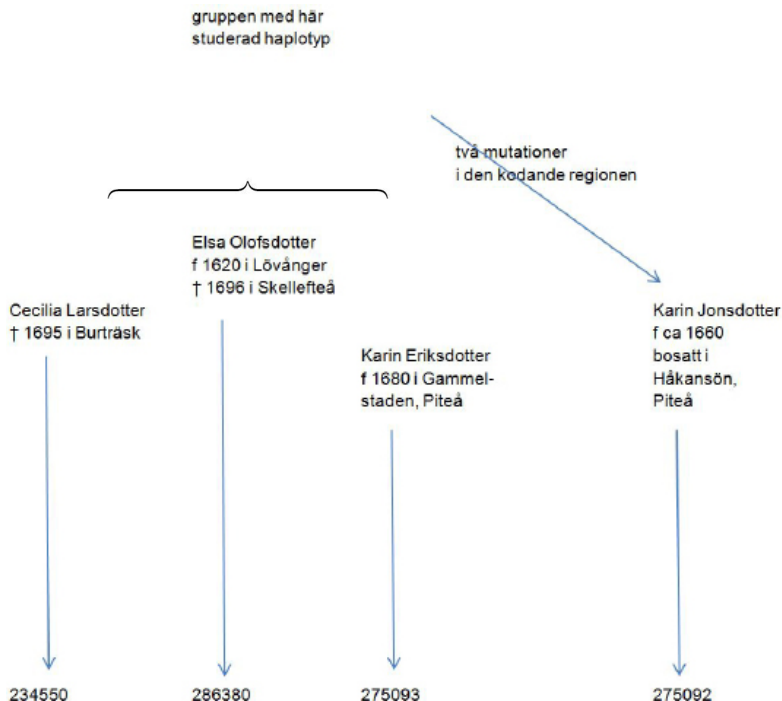 gruppen med här
studerad haplotyp
två mutationer
i den kodande regionen
Elsa Olofsdotter
f 1620 i Lövånger
† 1696 i Skellefteå
Cecilia Larsdotter
† 1695 i Burträsk
Karin Eriksdotter
f 1680 i Gammel-
staden, Piteå
Karin Jonsdotter
f ca 1660
bosatt i
Håkansön,
Piteå
234550
286380
275093
275092